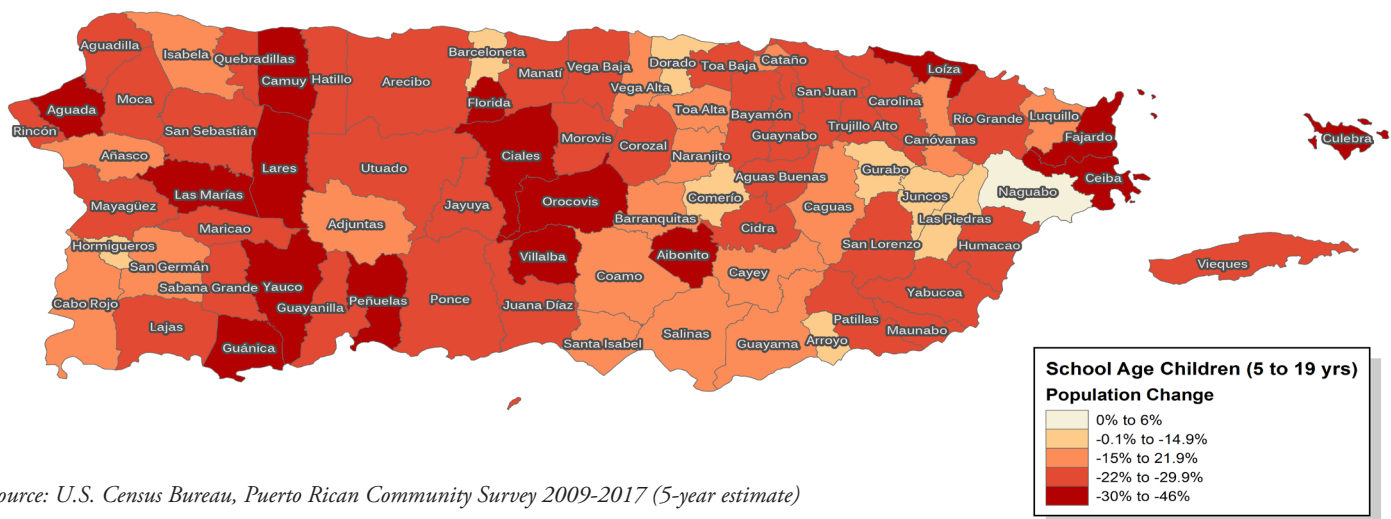 Aguadilla
Isabela
Quebradillas
Camuy
Hatillo
Arecibo
Barceloneta
Manatí
Vega Baja
Vega Alta
Dorado
Toa Baja
Cataño
San Juan
Loíza
Aguada
Moca
Rincón
San Sebastián
Florida
Morovis
Corozal
Toa Alta
Bayamón
Guaynabo
Trujillo Alto
Carolina
Canóvanas
Río Grande
Luquillo
Fajardo
Culebra
Añasco
Lares
Utuado
Ciales
Naranjito
Aguas Buenas
Gurabo
Ceiba
Las Marías
Mayagüez
Maricao
Adjuntas
Jayuya
Orocovis
Barranquitas
Comerío
Cidra
Caguas
Juncos
Las Piedras
Naguabo
Hormigueros
San Germán
Sabana Grande
Yauco
Guayanilla
Peñuelas
Ponce
Villalba
Juana Díaz
Coamo
Aibonito
Cayey
San Lorenzo
Humacao
Vieques
Cabo Rojo
Lajas
Guánica
Santa Isabel
Salinas
Guayama
Arroyo
Patillas
Yabucoa
Maunabo
School Age Children (5 to 19 yrs)
Population Change
0% to 6%
-0.1% to -14.9%
-15% to 21.9%
-22% to -29.9%
-30% to -46%
ource: U.S. Census Bureau, Puerto Rican Community Survey 2009-2017 (5-year estimate)